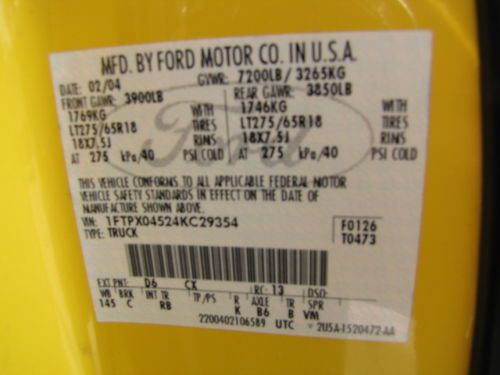 MFD. BY FORD MOTOR CO. IN U.S.A.
DATE: 02/04 GVWR: 7200LB/ 3265KG
FRONT GAWR: 3900LB REAR GAWR: 3850LB
1769KG WITH 1746KG WITH
LT275/65R18 TIRES LT275/65R18 TIRES
18X7.5J RIMS 18X7.5J RIMS
AT 275 kPa/40 PSI COLD AT 275 kPa/40 PSI COLD
Ford
THIS VEHICLE CONFORMS TO ALL APPLICABLE FEDERAL MOTOR
VEHICLE SAFETY STANDARDS IN EFFECT ON THE DATE OF
MANUFACTURE SHOWN ABOVE.
VIN: 1FTPX04524KC29354 F0126
TYPE: TRUCK T0473
EXT PNT: D6 CX RC: 13 DSO:
WB BRK INT TR TP/PS R AXLE TR SPR
145 C RB K B6 B VM
2200402106589 UTC 2U5A-1520472-AA